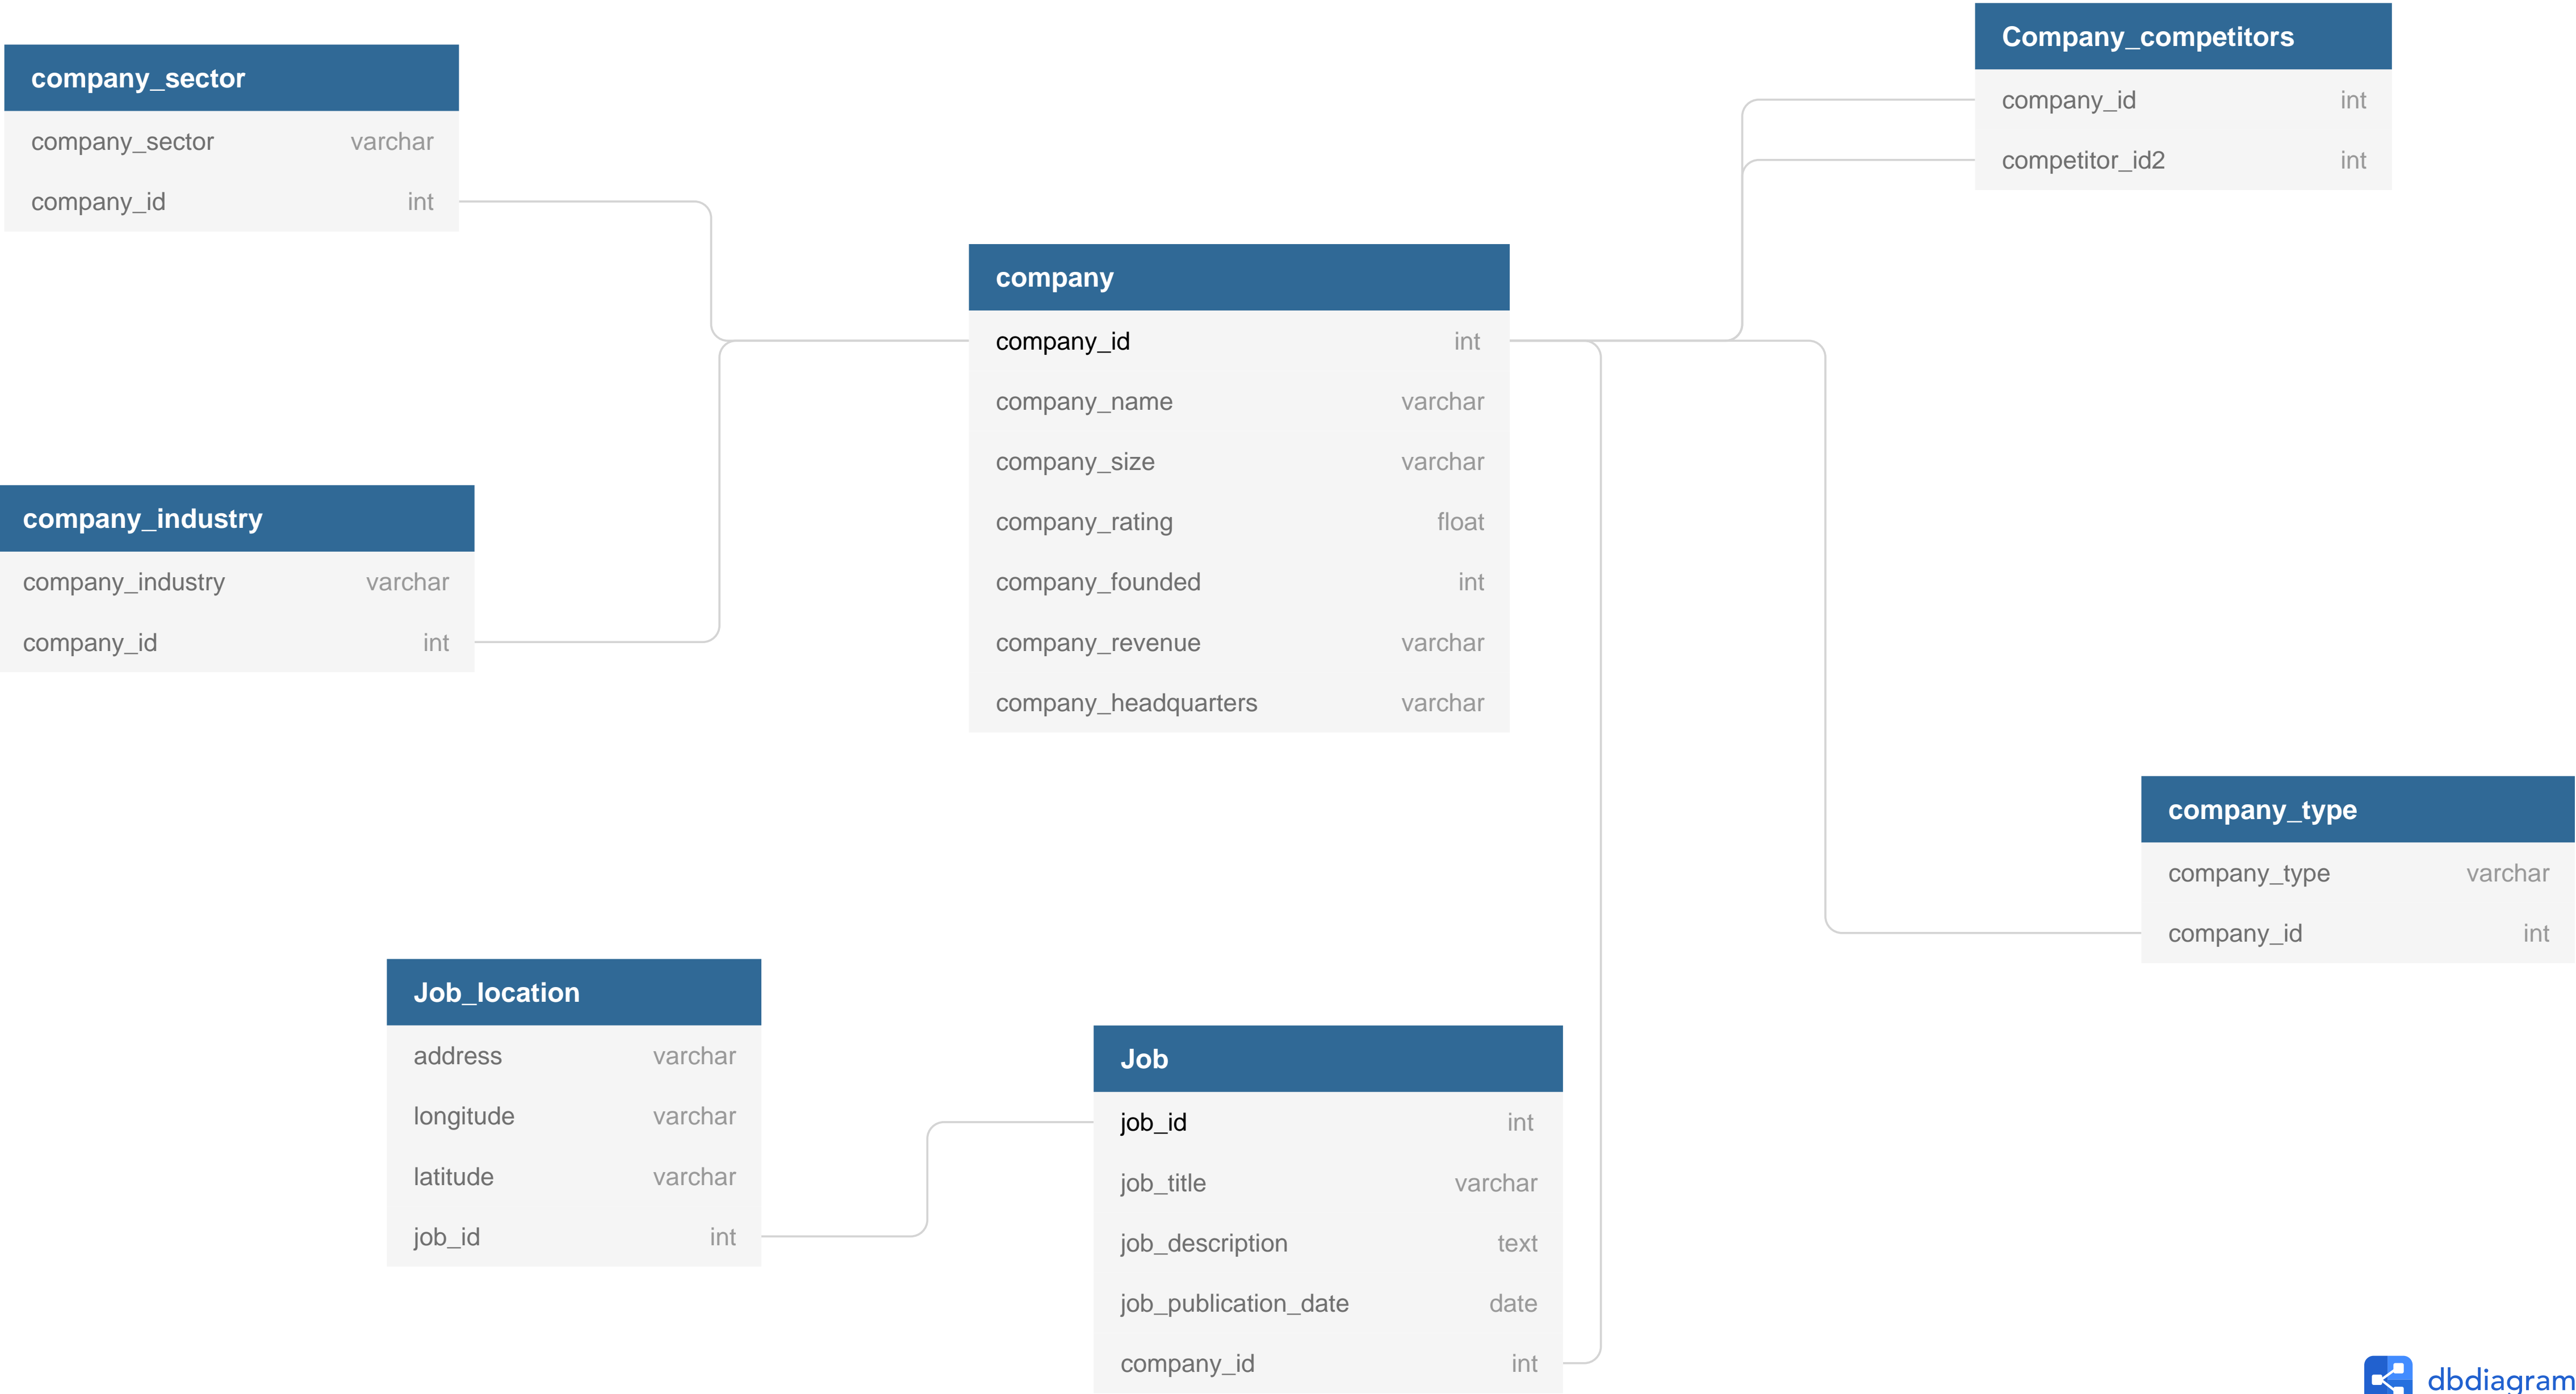 company_sector
company_sector varchar
company_id int
Company_competitors
company_id int
competitor_id2 int
company
company_id int
company_name varchar
company_size varchar
company_rating float
company_founded int
company_revenue varchar
company_headquarters varchar
company_industry
company_industry varchar
company_id int
company_type
company_type varchar
company_id int
Job_location
address varchar
longitude varchar
latitude varchar
job_id int
Job
job_id int
job_title varchar
job_description text
job_publication_date date
company_id int
dbdiagram